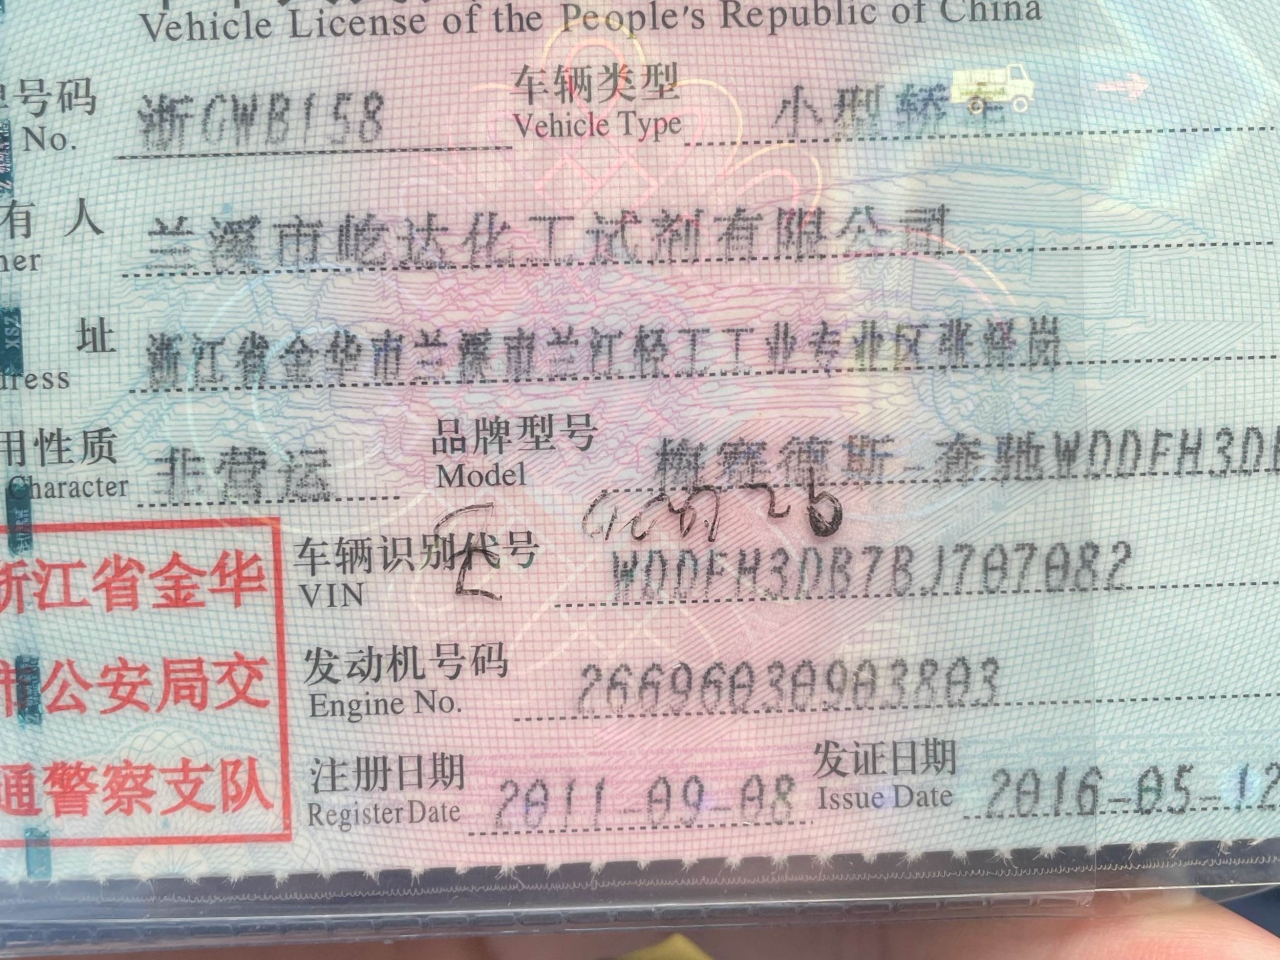 Vehicle License of the People's Republic of China
号码 浙GWB158 车辆类型 小型轿车
No. Vehicle Type
有 人 兰溪市屹达化工试剂有限公司
ner
址 浙江省金华市兰溪市兰江轻工工业专业区张 岗
ress
用性质 非营运 品牌型号 梅赛德斯-奔驰WDDFH3D
Character Model
浙江省金华
市公安局交
通警察支队
车辆识别代号 WDDFH3DB7BJ707082
VIN
发动机号码 26696030903803
Engine No.
注册日期 2011-09-08 发证日期 2016-05-12
Register Date Issue Date